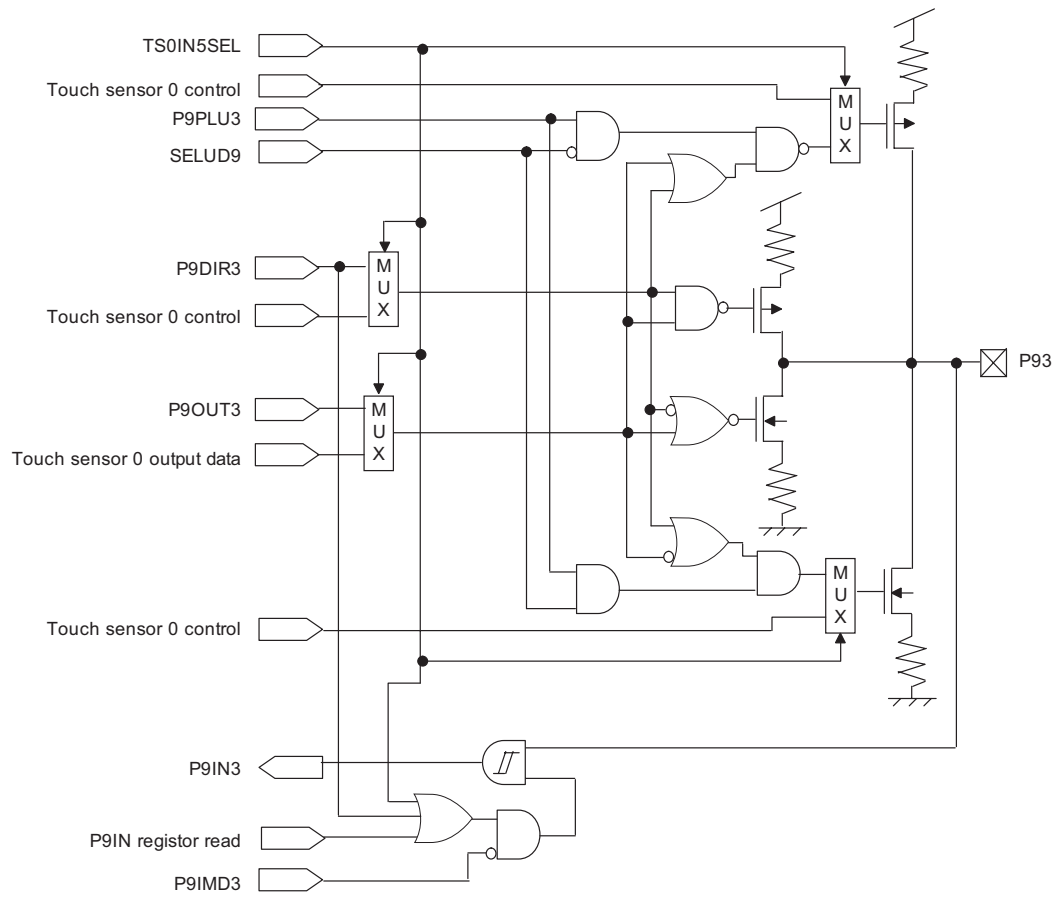 TS0IN5SEL
Touch sensor 0 control
P9PLU3
SELUD9
M
U
X
P9DIR3
Touch sensor 0 control
M
U
X
P93
P9OUT3
Touch sensor 0 output data
M
U
X
Touch sensor 0 control
M
U
X
P9IN3
P9IN registor read
P9IMD3